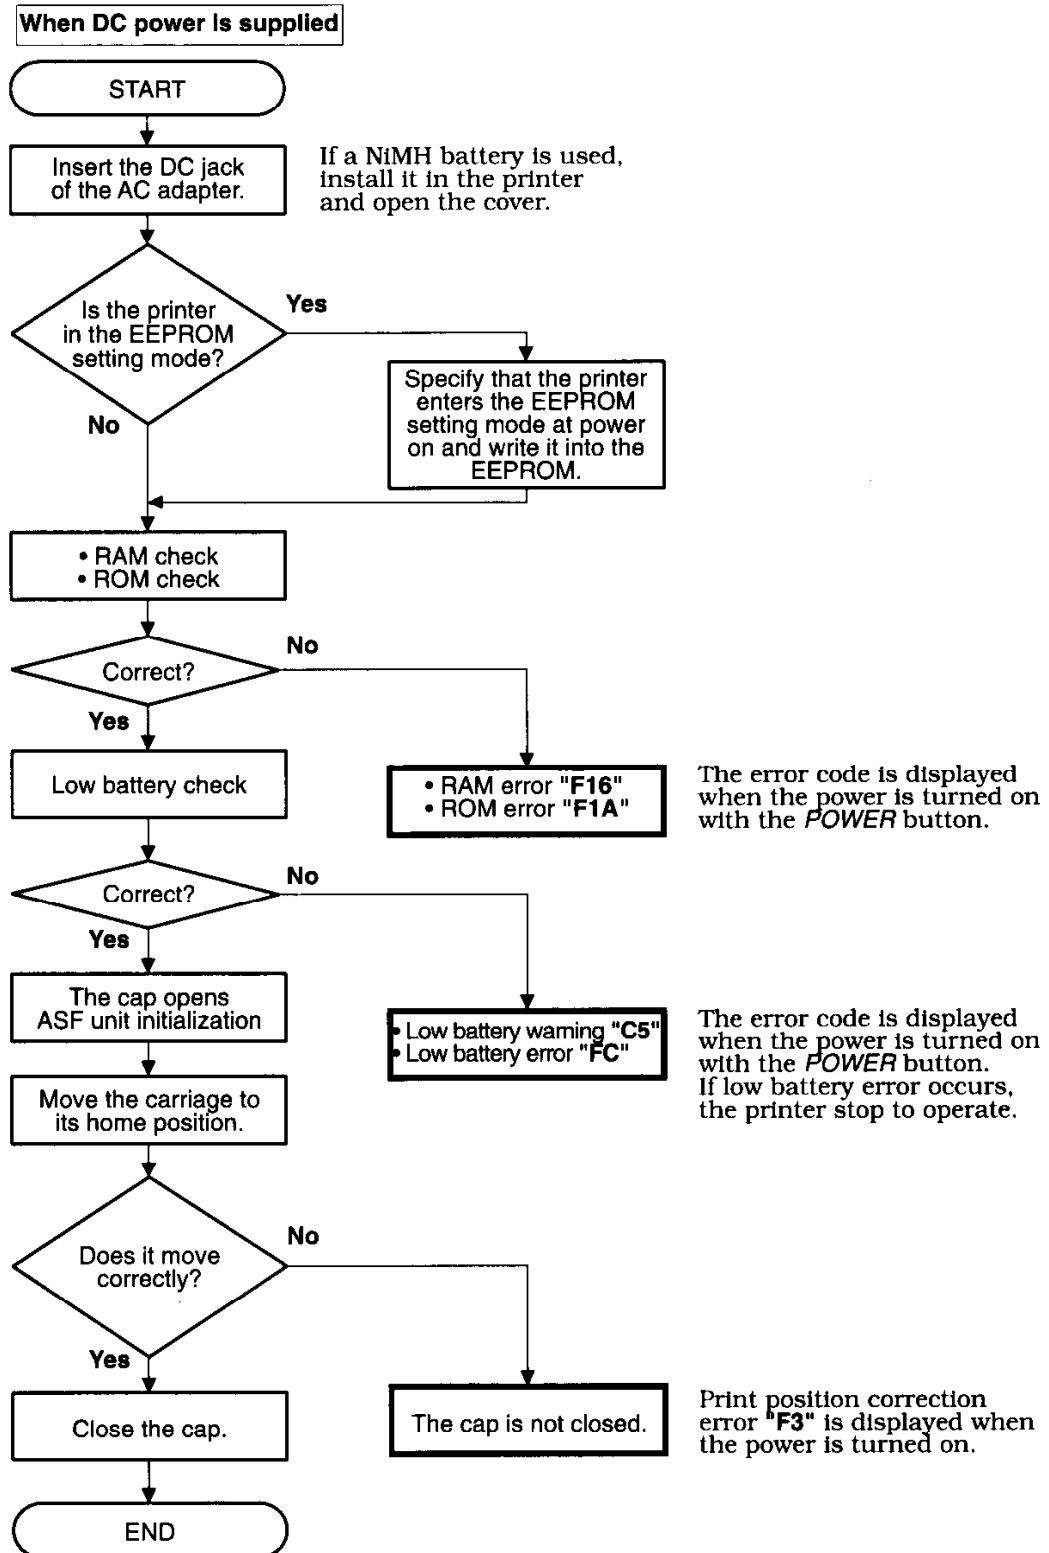 When DC power is supplied
START
Insert the DC jack
of the AC adapter.
If a NiMH battery is used,
install it in the printer
and open the cover.
Is the printer
in the EEPROM
setting mode?
Yes
No
Specify that the printer
enters the EEPROM
setting mode at power
on and write it into the
EEPROM.
• RAM check
• ROM check
Correct?
No
Yes
Low battery check
• RAM error "F16"
• ROM error "F1A"
The error code is displayed
when the power is turned on
with the POWER button.
Correct?
No
Yes
The cap opens
ASF unit initialization
• Low battery warning "C5"
• Low battery error "FC"
The error code is displayed
when the power is turned on
with the POWER button.
If low battery error occurs,
the printer stop to operate.
Move the carriage to
its home position.
Does it move
correctly?
No
Yes
Close the cap.
The cap is not closed.
Print position correction
error "F3" is displayed when
the power is turned on.
END